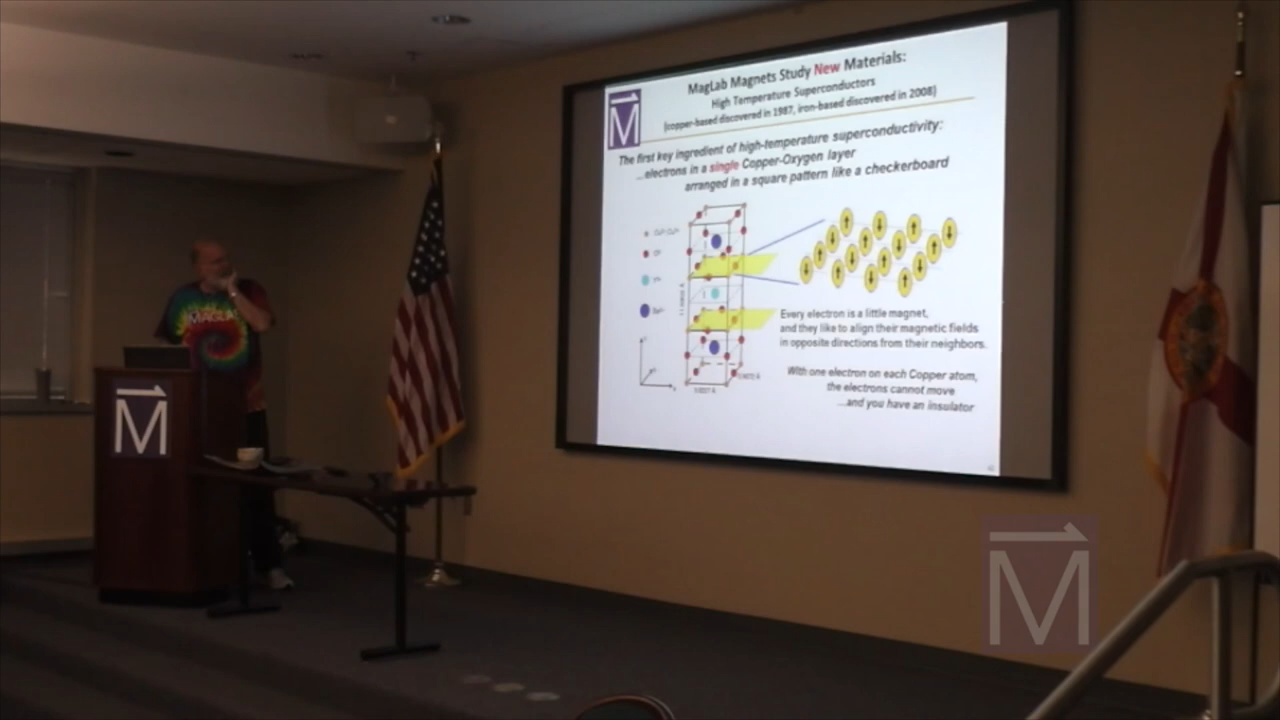 MagLab Magnets Study New Materials:
High Temperature Superconductors
(copper-based discovered in 1987, iron-based discovered in 2008)
The first key ingredient of high-temperature superconductivity:
...electrons in a single Copper-Oxygen layer
arranged in a square pattern like a checkerboard
Every electron is a little magnet,
and they like to align their magnetic fields
in opposite directions from their neighbors.
With one electron on each Copper atom,
the electrons cannot move
...and you have an insulator
M
MAGLAB
M
M